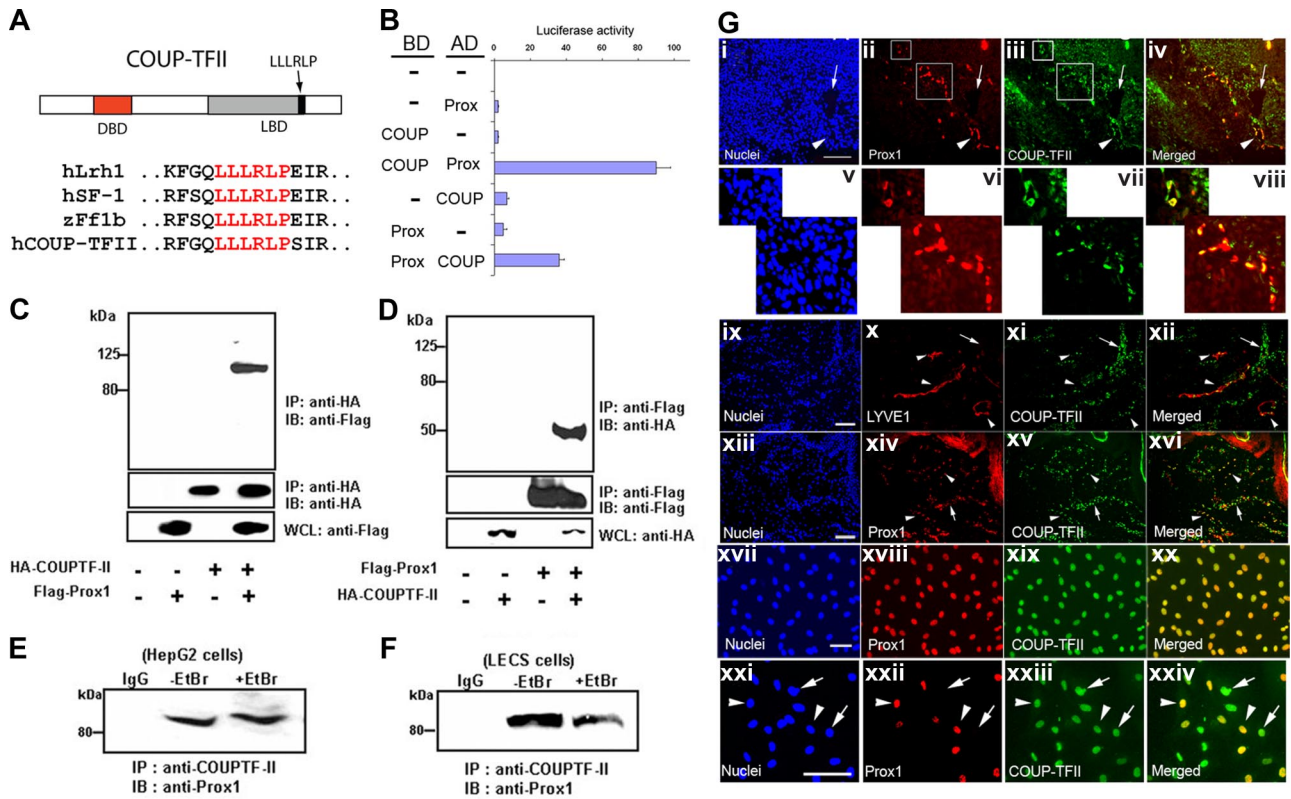 A
COUP-TFII
LLLRLP
DBD
LBD
hLrh1 ..KFGQLLLRLPEIR..
hSF-1 ..RFSQLLLRLPEIR..
zFf1b ..RFSQLLLRLPEIR..
hCOUP-TFII ..RFGQLLLRLPSIR..
B
Luciferase activity
BD AD
0 20 40 60 80 100
- -
- Prox
COUP -
COUP Prox
- COUP
Prox -
Prox COUP
C
kDa
125
80
IP: anti-HA
IB: anti-Flag
IP: anti-HA
IB: anti-HA
WCL: anti-Flag
HA-COUPTF-II - - + +
Flag-Prox1 - + - +
D
kDa
125
80
50
IP: anti-Flag
IB: anti-HA
IP: anti-Flag
IB: anti-Flag
WCL: anti-HA
Flag-Prox1 - - + +
HA-COUPTF-II - + - +
E
(HepG2 cells)
IgG -EtBr +EtBr
kDa
80
IP : anti-COUPTF-II
IB : anti-Prox1
F
(LECS cells)
IgG -EtBr +EtBr
kDa
80
IP : anti-COUPTF-II
IB : anti-Prox1
G
i ii iii iv
Nuclei Prox1 COUP-TFII Merged
v vi vii viii
ix x xi xii
Nuclei LYVE1 COUP-TFII Merged
xiii xiv xv xvi
Nuclei Prox1 COUP-TFII Merged
xvii xviii xix xx
Nuclei Prox1 COUP-TFII Merged
xxi xxii xxiii xxiv
Nuclei Prox1 COUP-TFII Merged